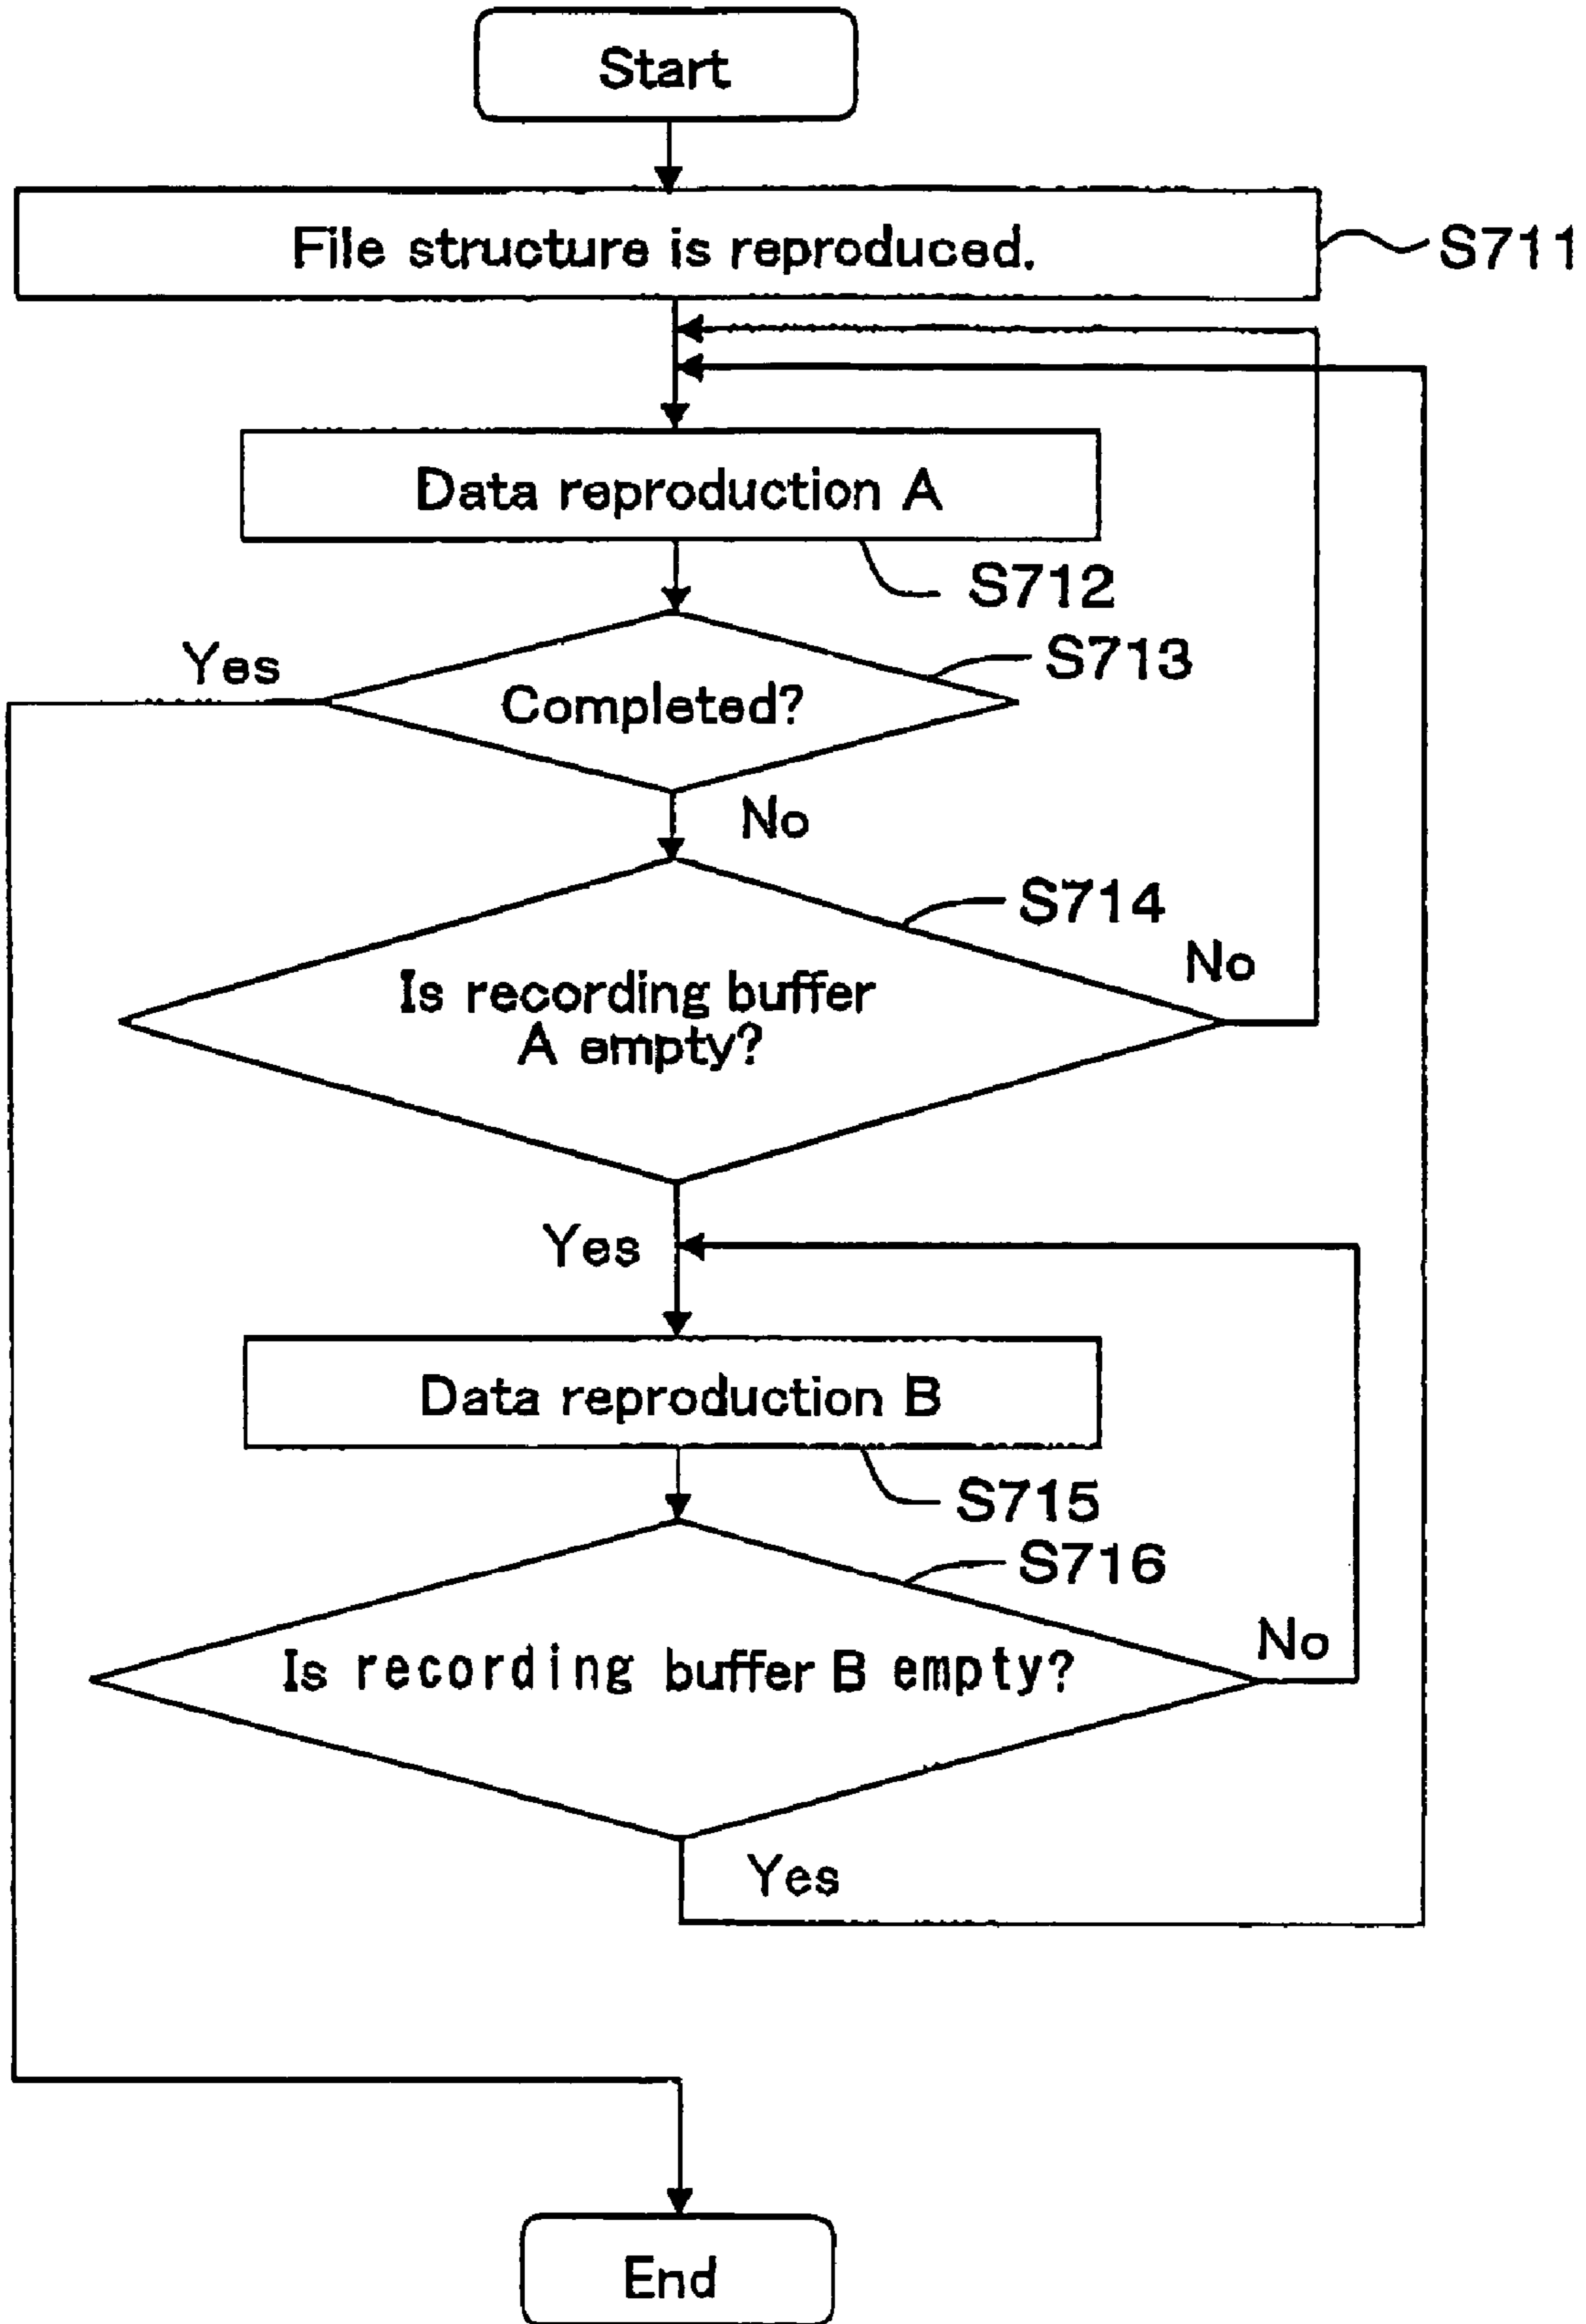 Start
File structure is reproduced.
S711
Data reproduction A
S712
S713
Yes
Completed?
No
S714
No
Is recording buffer
A empty?
Yes
Data reproduction B
S715
S716
No
Is recording buffer B empty?
Yes
End